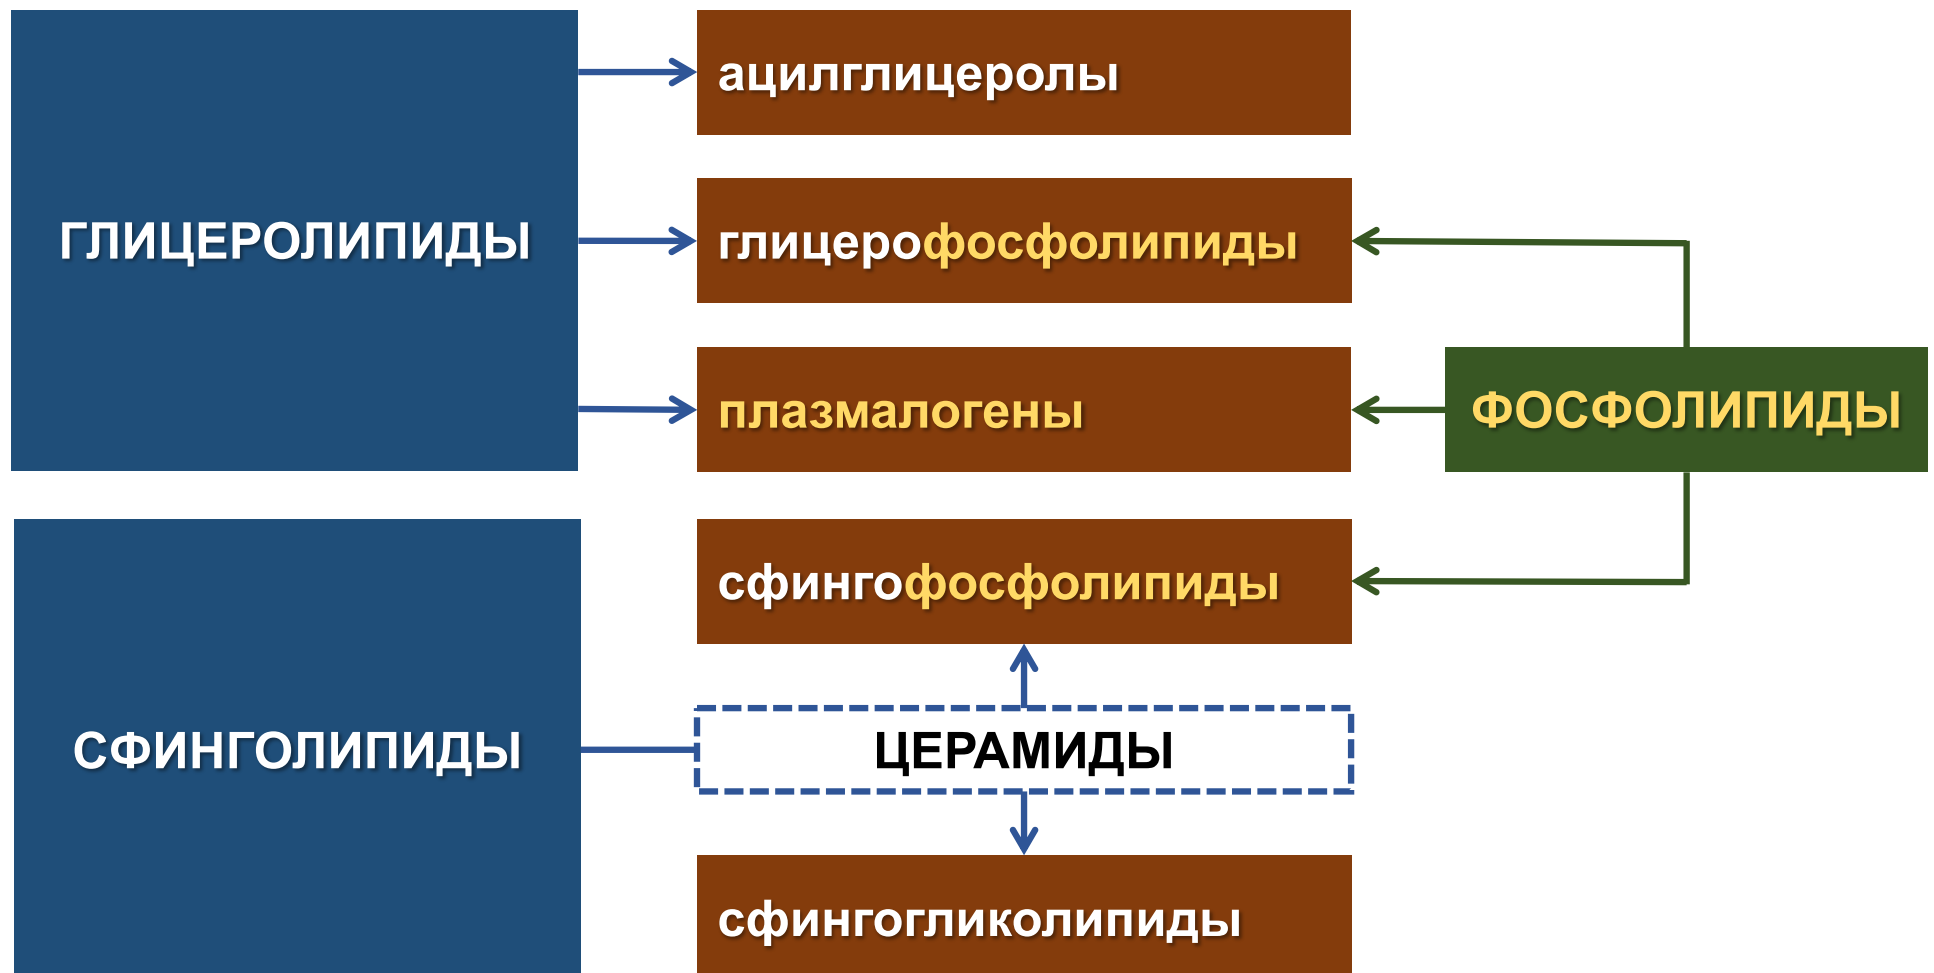 ГЛИЦЕРОЛИПИДЫ
ацилглицеролы
глицерофосфолипиды
плазмалогены
ФОСФОЛИПИДЫ
СФИНГОЛИПИДЫ
сфингофосфолипиды
ЦЕРАМИДЫ
сфингогликолипиды